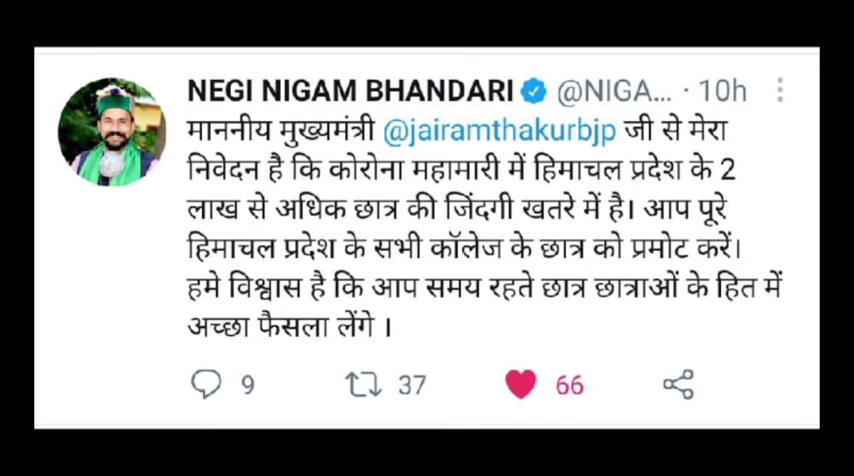 NEGI NIGAM BHANDARI @NIGA... · 10h
माननीय मुख्यमंत्री @jairamthakurbjp जी से मेरा
निवेदन है कि कोरोना महामारी में हिमाचल प्रदेश के 2
लाख से अधिक छात्र की जिंदगी खतरे में है। आप पूरे
हिमाचल प्रदेश के सभी कॉलेज के छात्र को प्रमोट करें।
हमे विश्वास है कि आप समय रहते छात्र छात्राओं के हित में
अच्छा फैसला लेंगे ।
9 37 66